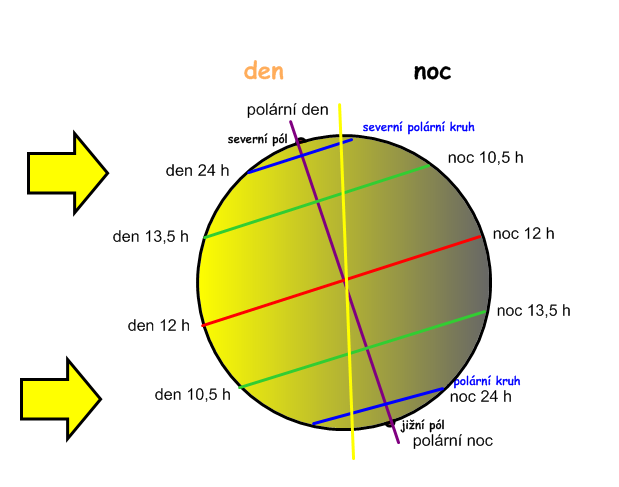 den
noc
polární den
severní polární kruh
severní pól
noc 10,5 h
den 24 h
den 13,5 h
noc 12 h
noc 13,5 h
den 12 h
polární kruh
den 10,5 h
noc 24 h
jižní pól
polární noc